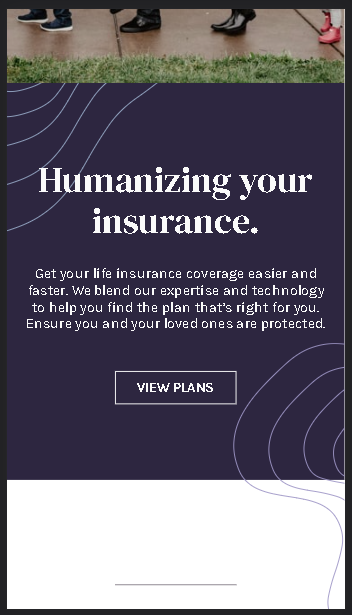 Humanizing your
insurance.
Get your life insurance coverage easier and
faster. We blend our expertise and technology
to help you find the plan that's right for you.
Ensure you and your loved ones are protected.
VIEW PLANS